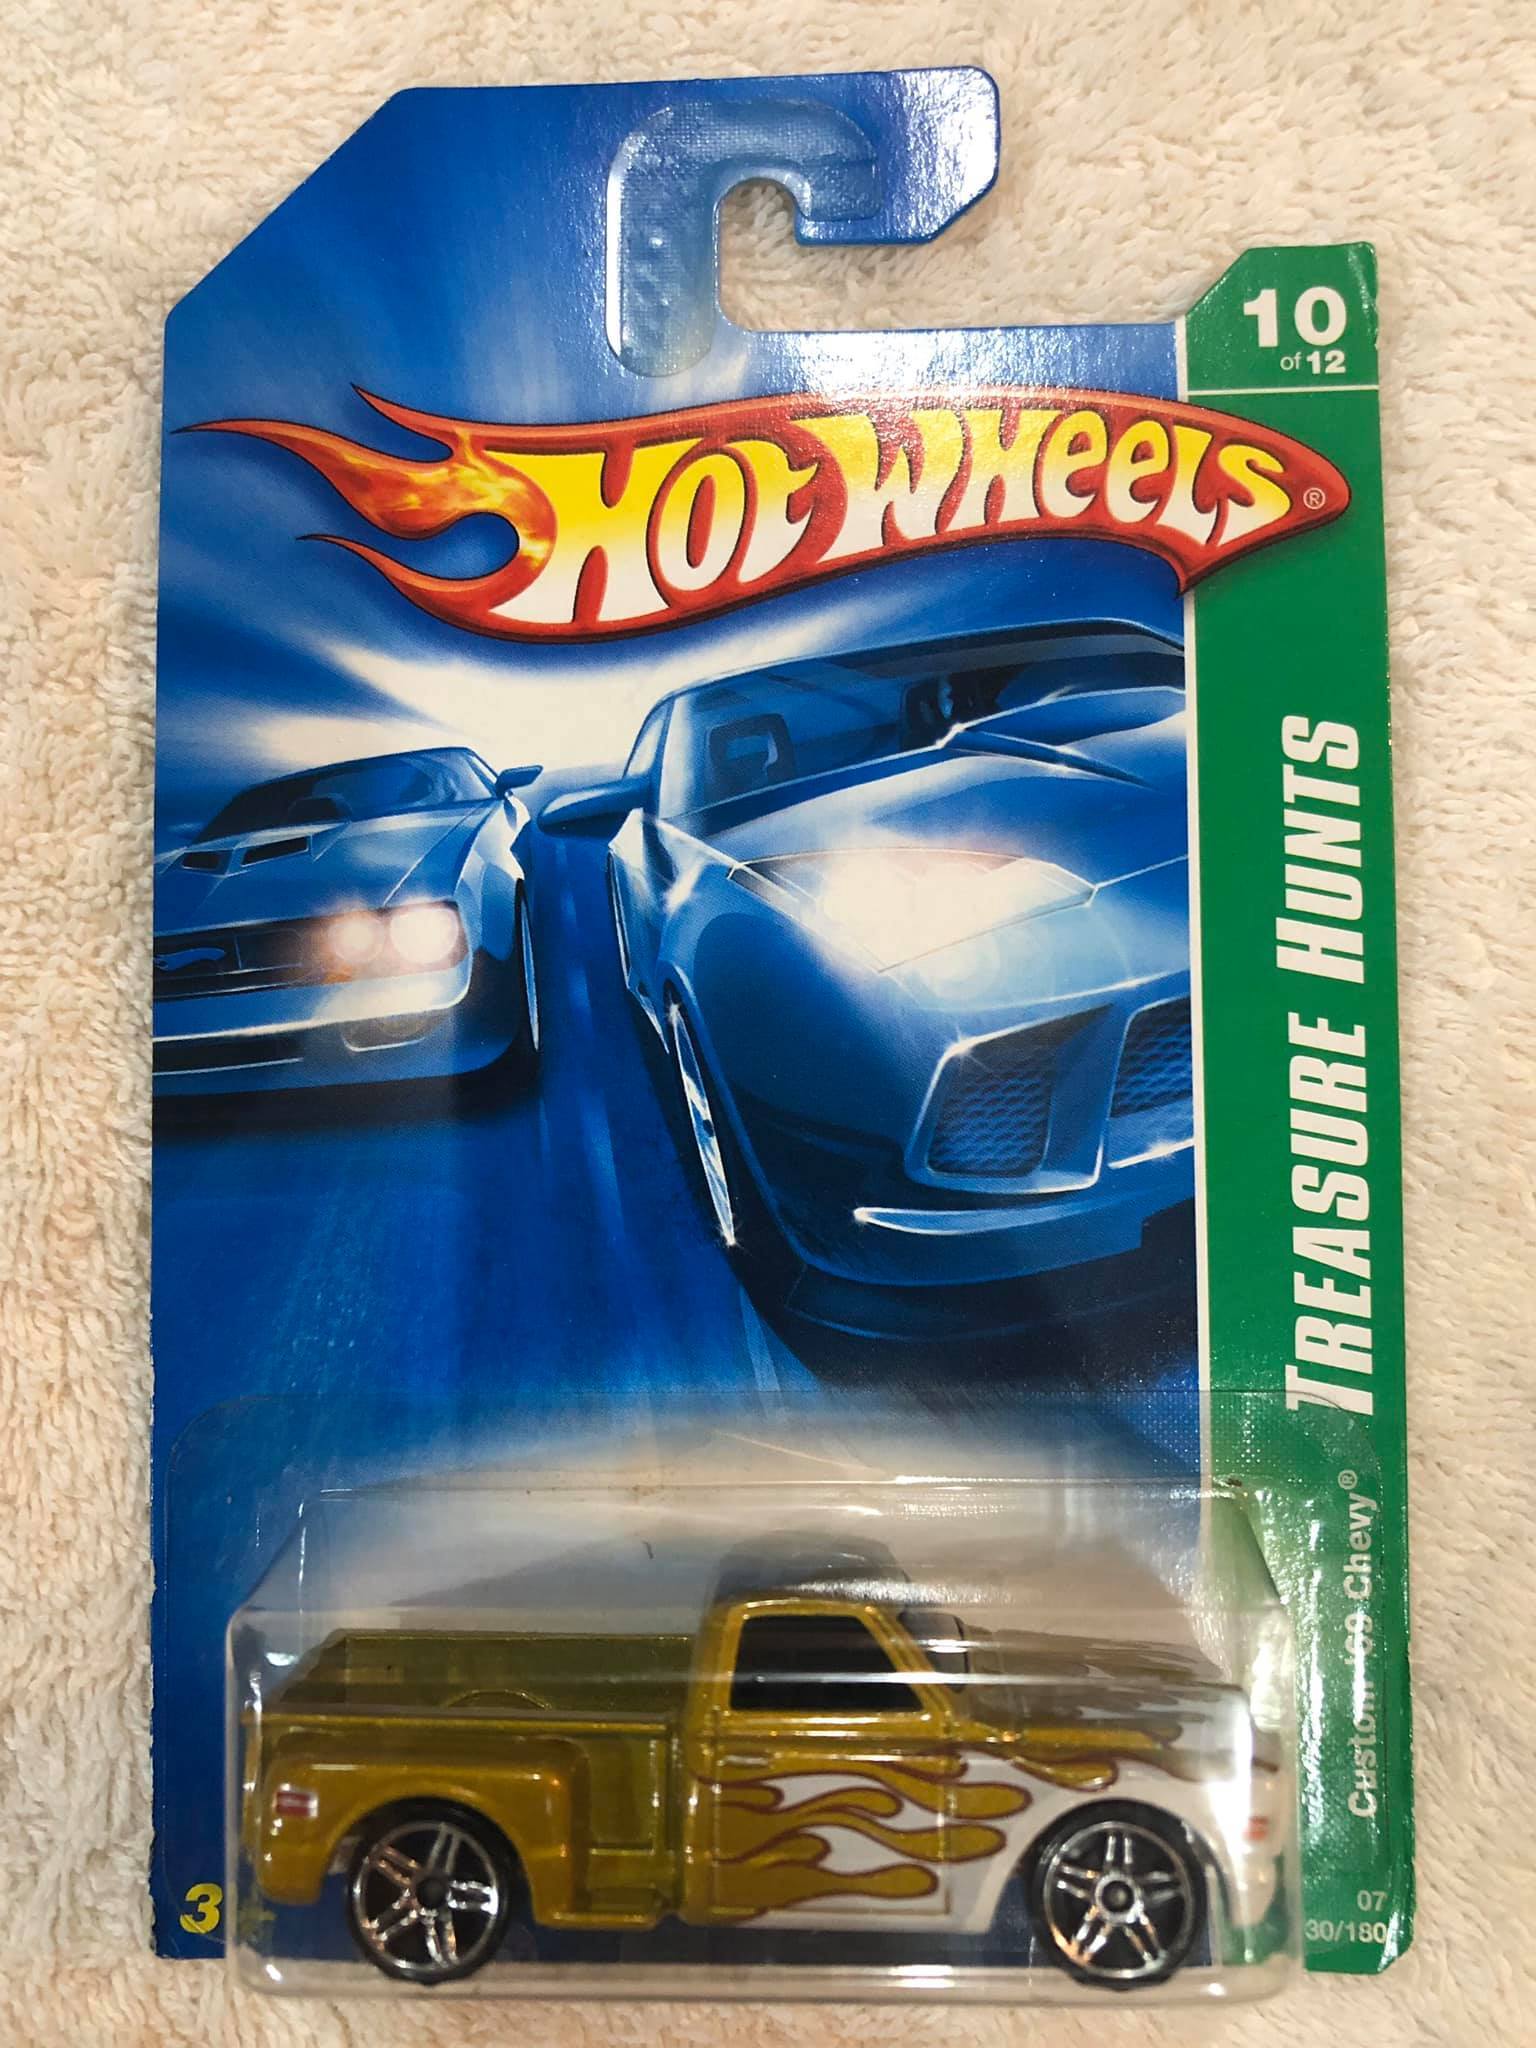 10
of 12
HOT WHEELS®
TREASURE HUNTS
Custom '69 Chevy®
3+
07
30/180